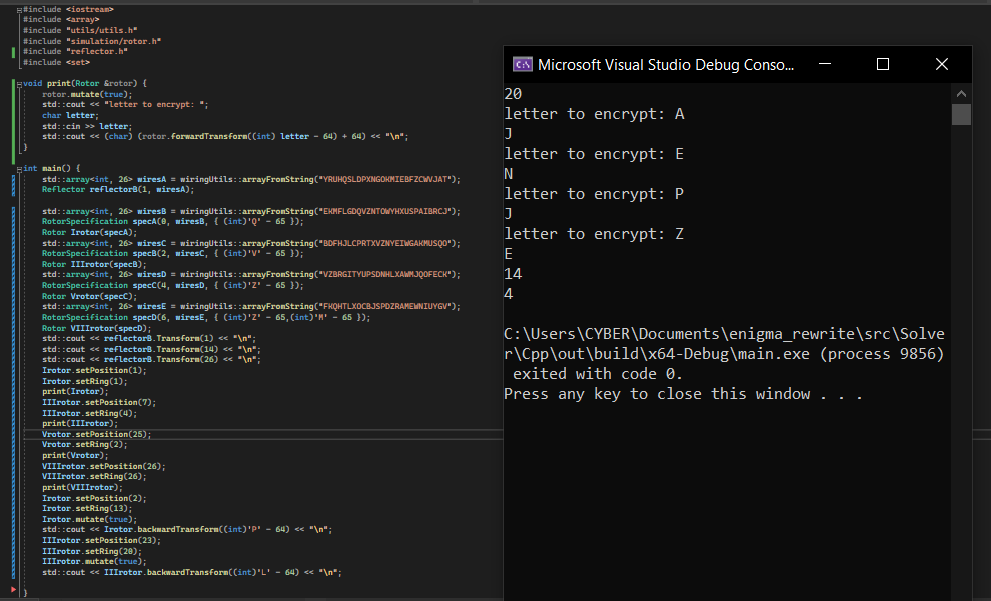 #include <iostream>
#include <array>
#include "utils/utils.h"
#include "simulation/rotor.h"
#include "reflector.h"
#include <set>
void print(Rotor &rotor) {
rotor.mutate(true);
std::cout << "letter to encrypt: ";
char letter;
std::cin >> letter;
std::cout << (char) (rotor.forwardTransform((int) letter - 64) + 64) << "\n";
}
int main() {
std::array<int, 26> wiresA = wiringUtils::arrayFromString("YRUHQSLDPXNGOKMIEBFZCWVJAT");
Reflector reflectorB(1, wiresA);
std::array<int, 26> wiresB = wiringUtils::arrayFromString("EKMFLGDQVZNTOWYHXUSPAIBRCJ");
RotorSpecification specA(0, wiresB, { (int)'Q' - 65 });
Rotor Irotor(specA);
std::array<int, 26> wiresC = wiringUtils::arrayFromString("BDFHJLCPRTXVZNYEIWGAKMUSQO");
RotorSpecification specB(2, wiresC, { (int)'V' - 65 });
Rotor IIIrotor(specB);
std::array<int, 26> wiresD = wiringUtils::arrayFromString("VZBRGITYUPSDNHLXAWMJQOFECK");
RotorSpecification specC(4, wiresD, { (int)'Z' - 65 });
Rotor Vrotor(specC);
std::array<int, 26> wiresE = wiringUtils::arrayFromString("FKQHTLXOCBJSPDZRAMEWNIUYGV");
RotorSpecification specD(6, wiresE, { (int)'Z' - 65,(int)'M' - 65 });
Rotor VIIIrotor(specD);
std::cout << reflectorB.Transform(1) << "\n";
std::cout << reflectorB.Transform(14) << "\n";
std::cout << reflectorB.Transform(26) << "\n";
Irotor.setPosition(1);
Irotor.setRing(1);
print(Irotor);
IIIrotor.setPosition(7);
IIIrotor.setRing(4);
print(IIIrotor);
Vrotor.setPosition(25);
Vrotor.setRing(2);
print(Vrotor);
VIIIrotor.setPosition(26);
VIIIrotor.setRing(26);
print(VIIIrotor);
Irotor.setPosition(2);
Irotor.setRing(13);
Irotor.mutate(true);
std::cout << Irotor.backwardTransform((int)'P' - 64) << "\n";
IIIrotor.setPosition(23);
IIIrotor.setRing(20);
IIIrotor.mutate(true);
std::cout << IIIrotor.backwardTransform((int)'L' - 64) << "\n";
}
C:\ Microsoft Visual Studio Debug Conso...
20
letter to encrypt: A
J
letter to encrypt: E
N
letter to encrypt: P
J
letter to encrypt: Z
E
14
4
C:\Users\CYBER\Documents\enigma_rewrite\src\Solve
r\Cpp\out\build\x64-Debug\main.exe (process 9856)
exited with code 0.
Press any key to close this window . . .